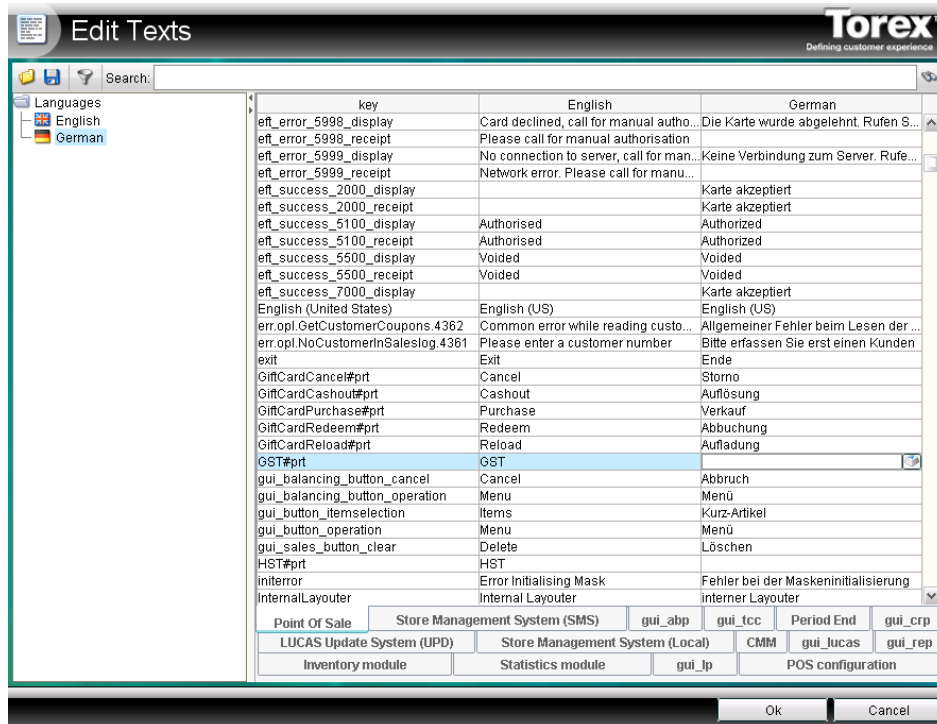 Edit Texts
Torex
Defining customer experience
Search:
Languages
English
German
key English German
eft_error_5998_display Card declined, call for manual autho... Die Karte wurde abgelehnt. Rufen S...
eft_error_5998_receipt Please call for manual authorisation
eft_error_5999_display No connection to server, call for man... Keine Verbindung zum Server. Rufe...
eft_error_5999_receipt Network error. Please call for manu...
eft_success_2000_display Karte akzeptiert
eft_success_2000_receipt Karte akzeptiert
eft_success_5100_display Authorised Authorized
eft_success_5100_receipt Authorised Authorized
eft_success_5500_display Voided Voided
eft_success_5500_receipt Voided Voided
eft_success_7000_display Karte akzeptiert
English (United States) English (US) English (US)
err.opl.GetCustomerCoupons.4362 Common error while reading custo... Allgemeiner Fehler beim Lesen der ...
err.opl.NoCustomerInSaleslog.4361 Please enter a customer number Bitte erfassen Sie erst einen Kunden
exit Exit Ende
GiftCardCancel#prt Cancel Storno
GiftCardCashout#prt Cashout Auflösung
GiftCardPurchase#prt Purchase Verkauf
GiftCardRedeem#prt Redeem Abbuchung
GiftCardReload#prt Reload Aufladung
GST#prt GST
gui_balancing_button_cancel Cancel Abbruch
gui_balancing_button_operation Menu Menü
gui_button_itemselection Items Kurz-Artikel
gui_button_operation Menu Menü
gui_sales_button_clear Delete Löschen
HST#prt HST
initerror Error Initialising Mask Fehler bei der Maskeninitialisierung
InternalLayouter Internal Layouter interner Layouter
Point Of Sale Store Management System (SMS) gui_abp gui_tcc Period End gui_crp
LUCAS Update System (UPD) Store Management System (Local) CMM gui_lucas gui_rep
Inventory module Statistics module gui_lp POS configuration
Ok Cancel